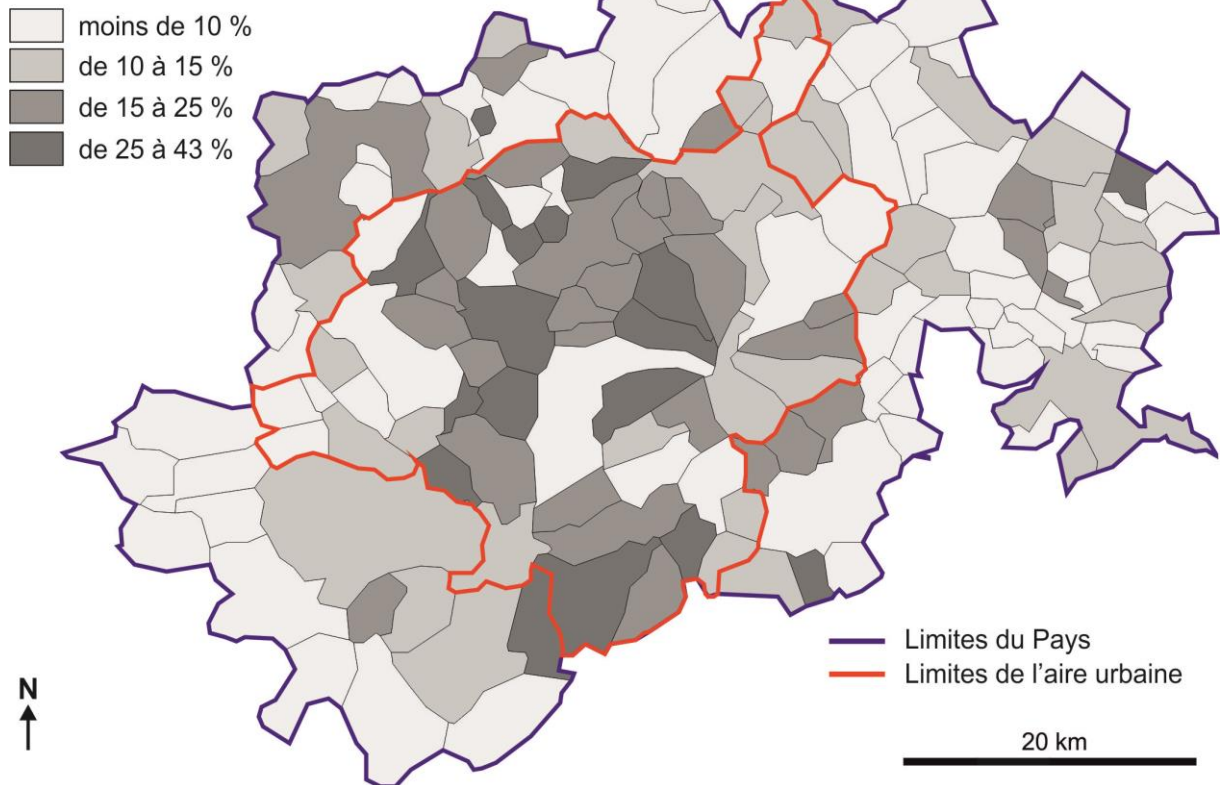 moins de 10 %
de 10 à 15 %
de 15 à 25 %
de 25 à 43 %
Limites du Pays
Limites de l'aire urbaine
N
20 km